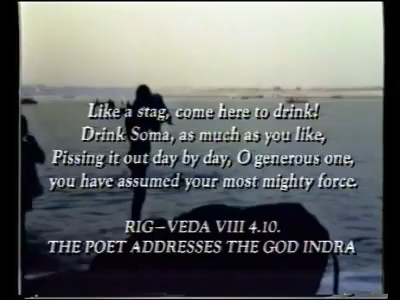 Like a stag, come here to drink!
Drink Soma, as much as you like,
Pissing it out day by day, O generous one,
you have assumed your most mighty force.
RIG-VEDA VIII 4.10.
THE POET ADDRESSES THE GOD INDRA